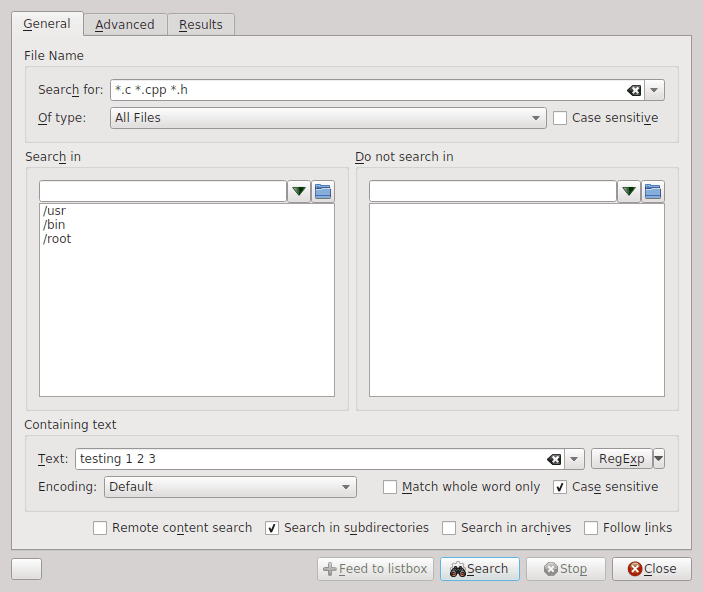 General Advanced Results
File Name
Search for: *.c *.cpp *.h
Of type: All Files Case sensitive
Search in Do not search in
/usr
/bin
/root
Containing text
Text: testing 1 2 3 RegExp
Encoding: Default Match whole word only Case sensitive
Remote content search Search in subdirectories Search in archives Follow links
Feed to listbox Search Stop Close